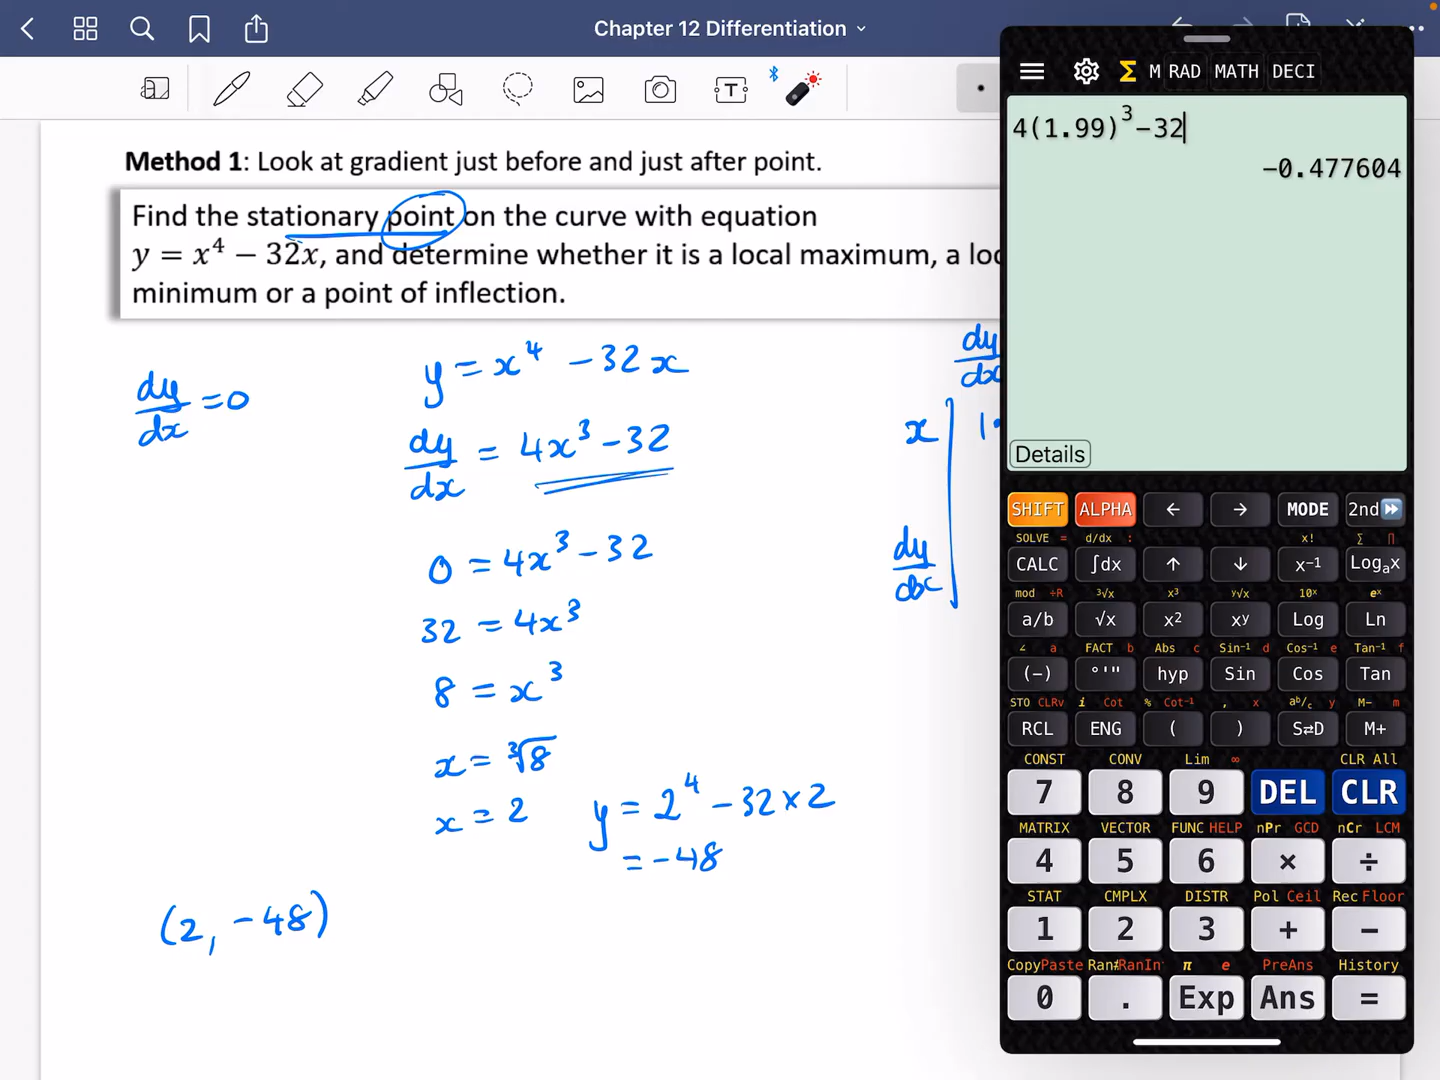 Chapter 12 Differentiation
Method 1: Look at gradient just before and just after point.
Find the stationary point on the curve with equation
y = x⁴ − 32x, and determine whether it is a local maximum, a loc
minimum or a point of inflection.
dy/dx = 0
y = x⁴ − 32x
dy/dx = 4x³ − 32
0 = 4x³ − 32
32 = 4x³
8 = x³
x = ³√8
x = 2
y = 2⁴ − 32 × 2
= −48
(2, −48)
dy/dx
x
dy/dx
M RAD MATH DECI
4(1.99)³−32
−0.477604
Details
SHIFT ALPHA ← → MODE 2nd
SOLVE = d/dx : x! ∑ ∏
CALC ∫dx ↑ ↓ x⁻¹ Logₐx
mod ÷R ³√x x³ ʸ√x 10ˣ eˣ
a/b √x x² xʸ Log Ln
∠ a FACT b Abs c Sin⁻¹ d Cos⁻¹ e Tan⁻¹ f
(−) °'" hyp Sin Cos Tan
STO CLRv i Cot % Cot⁻¹ , x aᵇ/c y M− m
RCL ENG ( ) S⇄D M+
CONST CONV Lim ∞ CLR All
7 8 9 DEL CLR
MATRIX VECTOR FUNC HELP nPr GCD nCr LCM
4 5 6 × ÷
STAT CMPLX DISTR Pol Ceil Rec Floor
1 2 3 + −
Copy Paste Ran# RanIn π e PreAns History
0 . Exp Ans =